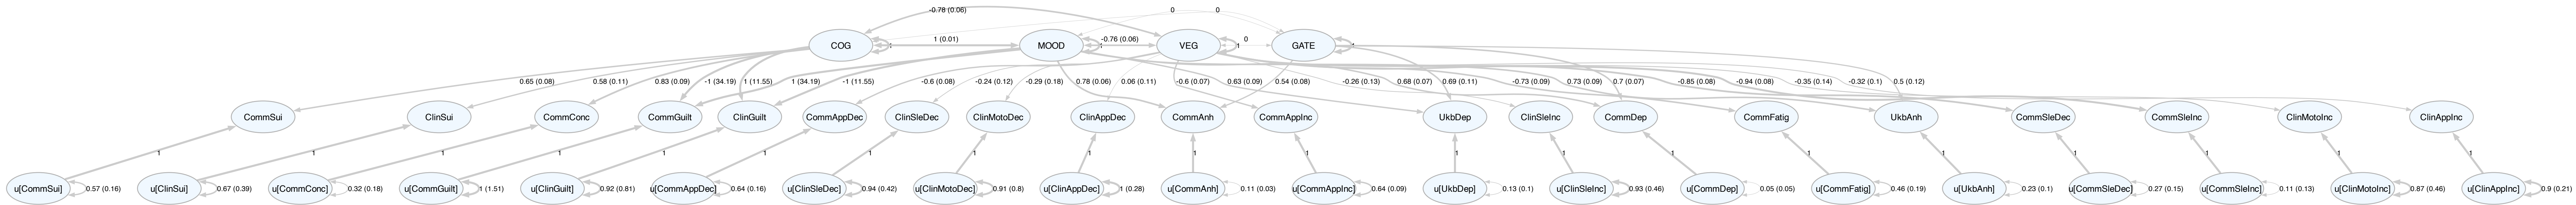 -0.78 (0.06) 0 0
COG 1 1 (0.01) MOOD 1 -0.76 (0.06) VEG 1 0 GATE 1
0.65 (0.08) 0.58 (0.11) 0.83 (0.09) -1 (34.19) 1 (11.55) 1 (34.19) -1 (11.55) -0.6 (0.08) -0.24 (0.12) -0.29 (0.18) 0.78 (0.06) 0.06 (0.11) -0.6 (0.07) 0.63 (0.09) 0.54 (0.08) -0.26 (0.13) 0.68 (0.07) 0.69 (0.11) -0.73 (0.09) 0.73 (0.09) 0.7 (0.07) -0.85 (0.08) -0.94 (0.08) -0.35 (0.14) -0.32 (0.1) 0.5 (0.12)
CommSui ClinSui CommConc CommGuilt ClinGuilt CommAppDec ClinSleDec ClinMotoDec ClinAppDec CommAnh CommAppInc UkbDep ClinSleInc CommDep CommFatig UkbAnh CommSleDec CommSleInc ClinMotoInc ClinAppInc
1 1 1 1 1 1 1 1 1 1 1 1 1 1 1 1 1 1 1 1
u[CommSui] 0.57 (0.16) u[ClinSui] 0.67 (0.39) u[CommConc] 0.32 (0.18) u[CommGuilt] 1 (1.51) u[ClinGuilt] 0.92 (0.81) u[CommAppDec] 0.64 (0.16) u[ClinSleDec] 0.94 (0.42) u[ClinMotoDec] 0.91 (0.8) u[ClinAppDec] 1 (0.28) u[CommAnh] 0.11 (0.03) u[CommAppInc] 0.64 (0.09) u[UkbDep] 0.13 (0.1) u[ClinSleInc] 0.93 (0.46) u[CommDep] 0.05 (0.05) u[CommFatig] 0.46 (0.19) u[UkbAnh] 0.23 (0.1) u[CommSleDec] 0.27 (0.15) u[CommSleInc] 0.11 (0.13) u[ClinMotoInc] 0.87 (0.46) u[ClinAppInc] 0.9 (0.21)